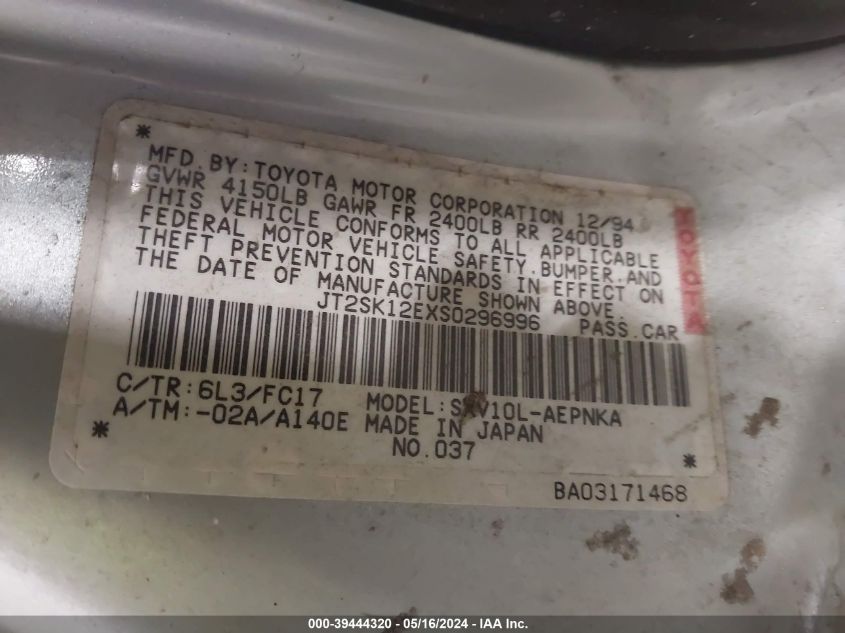 *
MFD.BY:TOYOTA MOTOR CORPORATION 12/94
GVWR 4150LB GAWR FR 2400LB RR 2400LB
THIS VEHICLE CONFORMS TO ALL APPLICABLE
FEDERAL MOTOR VEHICLE SAFETY,BUMPER,AND
THEFT PREVENTION STANDARDS IN EFFECT ON
THE DATE OF MANUFACTURE SHOWN ABOVE.
JT2SK12EXS0296996 PASS.CAR
TOYOTA
C/TR:6L3/FC17 MODEL:SXV10L-AEPNKA
A/TM:-02A/A140E MADE IN JAPAN
* NO.037 *
BA03171468
000-39444320 - 05/16/2024 - IAA Inc.